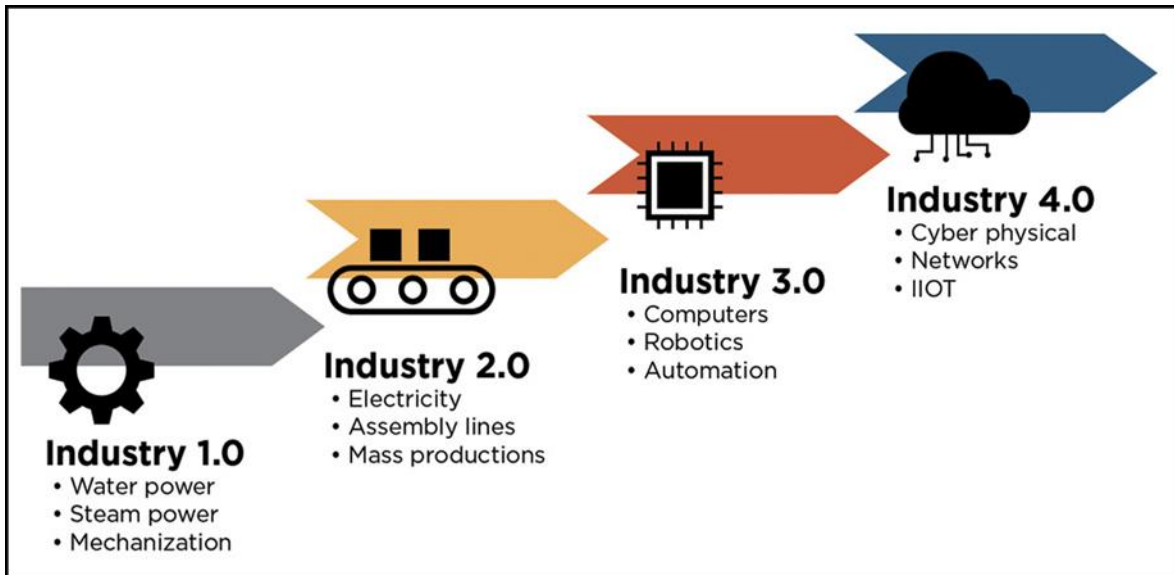 Industry 1.0
• Water power
• Steam power
• Mechanization
Industry 2.0
• Electricity
• Assembly lines
• Mass productions
Industry 3.0
• Computers
• Robotics
• Automation
Industry 4.0
• Cyber physical
• Networks
• IIOT